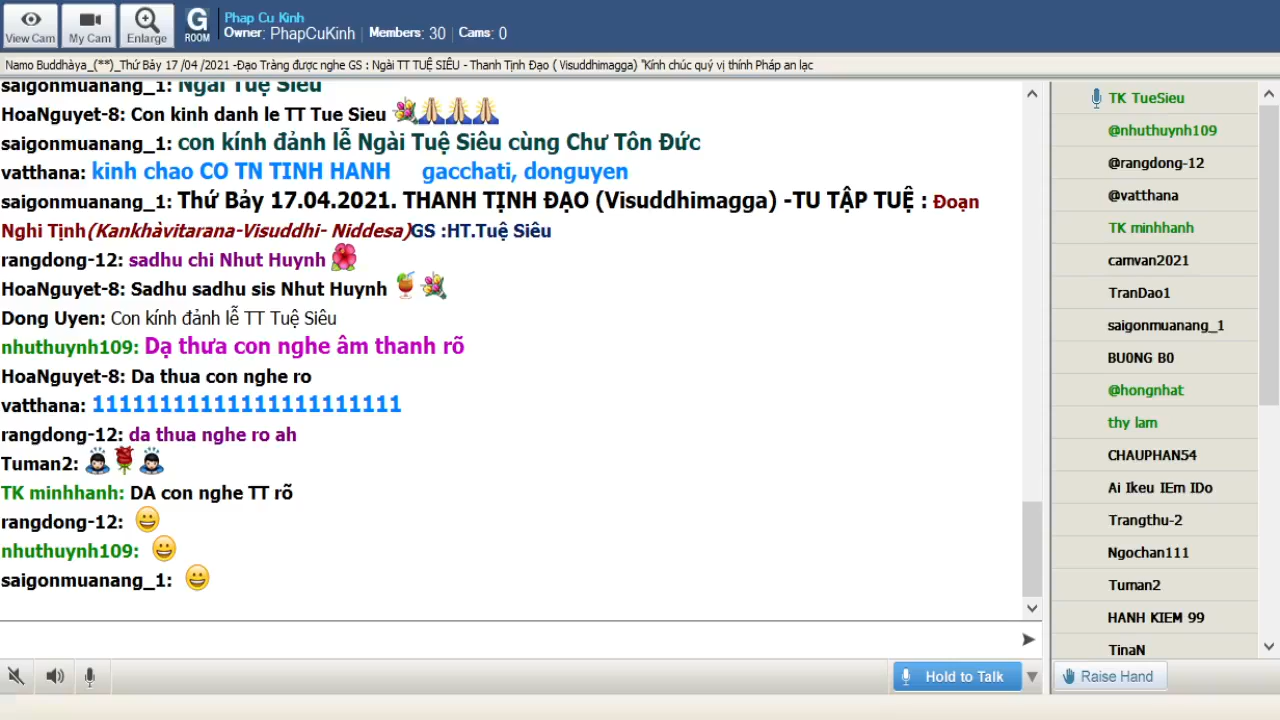 View Cam
My Cam
Enlarge
G
ROOM
Phap Cu Kinh
Owner: PhapCuKinh | Members: 30 | Cams: 0
Namo Buddhàya_(**)_Thứ Bảy 17 /04 /2021 -Đạo Tràng được nghe GS : Ngài TT TUỆ SIÊU - Thanh Tịnh Đạo ( Visuddhimagga) "Kính chúc quý vị thính Pháp an lạc
saigonmuanang_1: Ngài Tuệ Siêu
HoaNguyet-8: Con kinh danh le TT Tue Sieu
saigonmuanang_1: con kính đảnh lễ Ngài Tuệ Siêu cùng Chư Tôn Đức
vatthana: kinh chao CO TN TINH HANH gacchati, donguyen
saigonmuanang_1: Thứ Bảy 17.04.2021. THANH TỊNH ĐẠO (Visuddhimagga) -TU TẬP TUỆ : Đoạn
Nghi Tịnh(Kankhàvitarana-Visuddhi- Niddesa)GS :HT.Tuệ Siêu
rangdong-12: sadhu chi Nhut Huynh
HoaNguyet-8: Sadhu sadhu sis Nhut Huynh
Dong Uyen: Con kính đảnh lễ TT Tuệ Siêu
nhuthuynh109: Dạ thưa con nghe âm thanh rõ
HoaNguyet-8: Da thua con nghe ro
vatthana: 11111111111111111111111
rangdong-12: da thua nghe ro ah
Tuman2:
TK minhhanh: DA con nghe TT rõ
rangdong-12:
nhuthuynh109:
saigonmuanang_1:
Hold to Talk
TK TueSieu
@nhuthuynh109
@rangdong-12
@vatthana
TK minhhanh
camvan2021
TranDao1
saigonmuanang_1
BU0NG B0
@hongnhat
thy lam
CHAUPHAN54
Ai Ikeu IEm IDo
Trangthu-2
Ngochan111
Tuman2
HANH KIEM 99
TinaN
Raise Hand